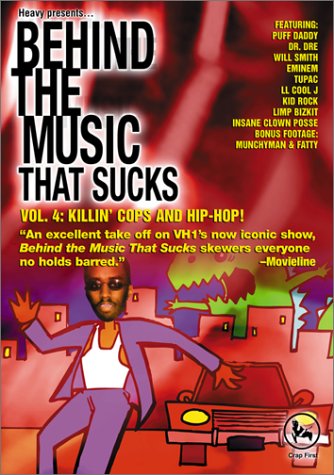 Heavy presents...
BEHIND
THE
MUSIC
THAT SUCKS
FEATURING:
PUFF DADDY
DR. DRE
WILL SMITH
EMINEM
TUPAC
LL COOL J
KID ROCK
LIMP BIZKIT
INSANE CLOWN POSSE
BONUS FOOTAGE:
MUNCHYMAN & FATTY
VOL. 4: KILLIN' COPS AND HIP-HOP!
“An excellent take off on VH1's now iconic show,
Behind the Music That Sucks skewers everyone
no holds barred.”
–Movieline
Crap First